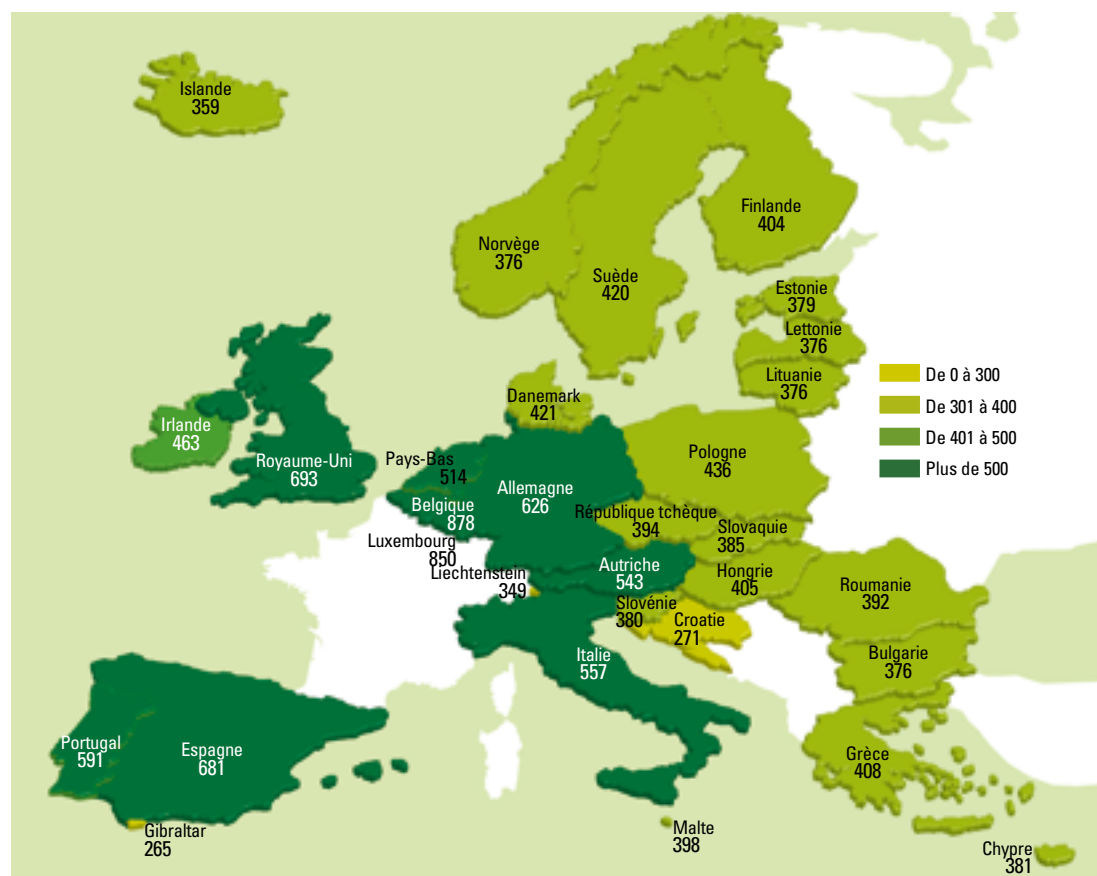 Islande
359
Norvège
376
Suède
420
Finlande
404
Estonie
379
Lettonie
376
Lituanie
376
Danemark
421
Irlande
463
Royaume-Uni
693
Pays-Bas
514
Belgique
878
Luxembourg
850
Liechtenstein
349
Allemagne
626
Pologne
436
République tchèque
394
Slovaquie
385
Autriche
543
Hongrie
405
Slovénie
380
Croatie
271
Roumanie
392
Bulgarie
376
Italie
557
Grèce
408
Portugal
591
Espagne
681
Gibraltar
265
Malte
398
Chypre
381
De 0 à 300
De 301 à 400
De 401 à 500
Plus de 500